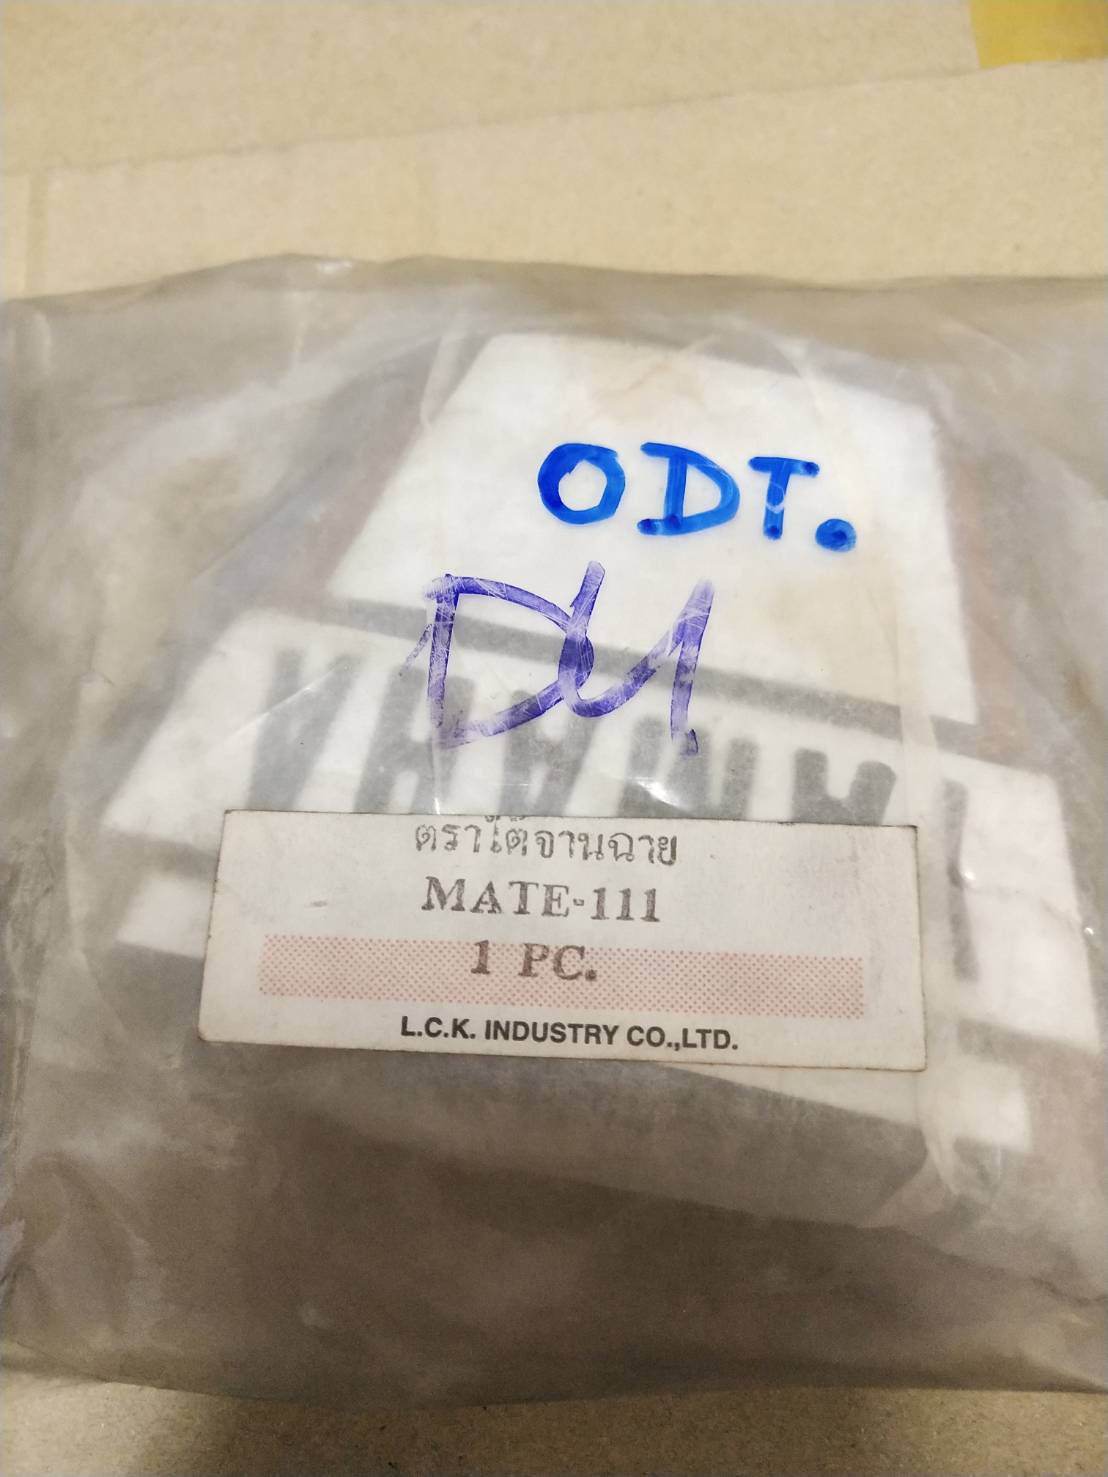 ODT.
YAMAHA
ตราโต๊จานฉาย
MATE-111
1 PC.
L.C.K. INDUSTRY CO.,LTD.